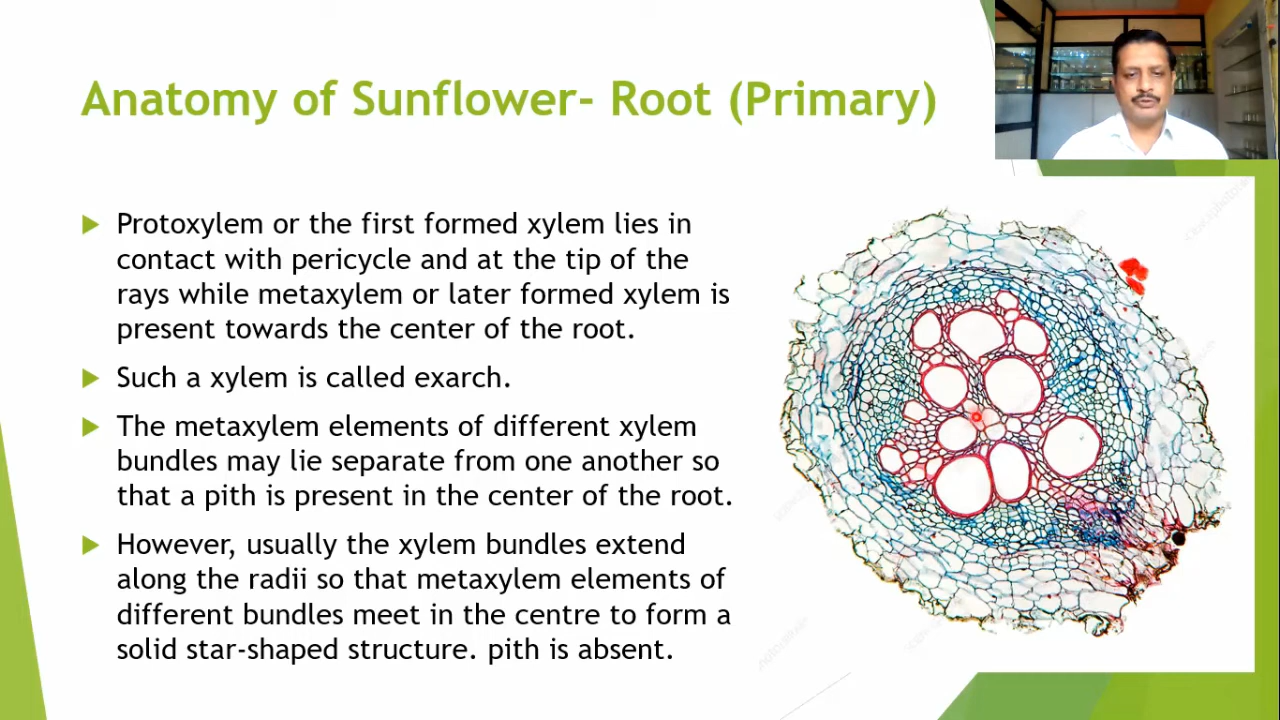 Anatomy of Sunflower- Root (Primary)
Protoxylem or the first formed xylem lies in
contact with pericycle and at the tip of the
rays while metaxylem or later formed xylem is
present towards the center of the root.
Such a xylem is called exarch.
The metaxylem elements of different xylem
bundles may lie separate from one another so
that a pith is present in the center of the root.
However, usually the xylem bundles extend
along the radii so that metaxylem elements of
different bundles meet in the centre to form a
solid star-shaped structure. pith is absent.